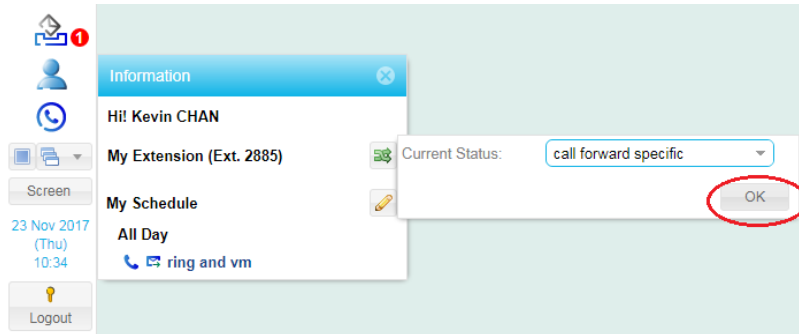 1
Information
Hi! Kevin CHAN
My Extension (Ext. 2885)
Current Status: call forward specific
OK
My Schedule
All Day
ring and vm
Screen
23 Nov 2017
(Thu)
10:34
Logout